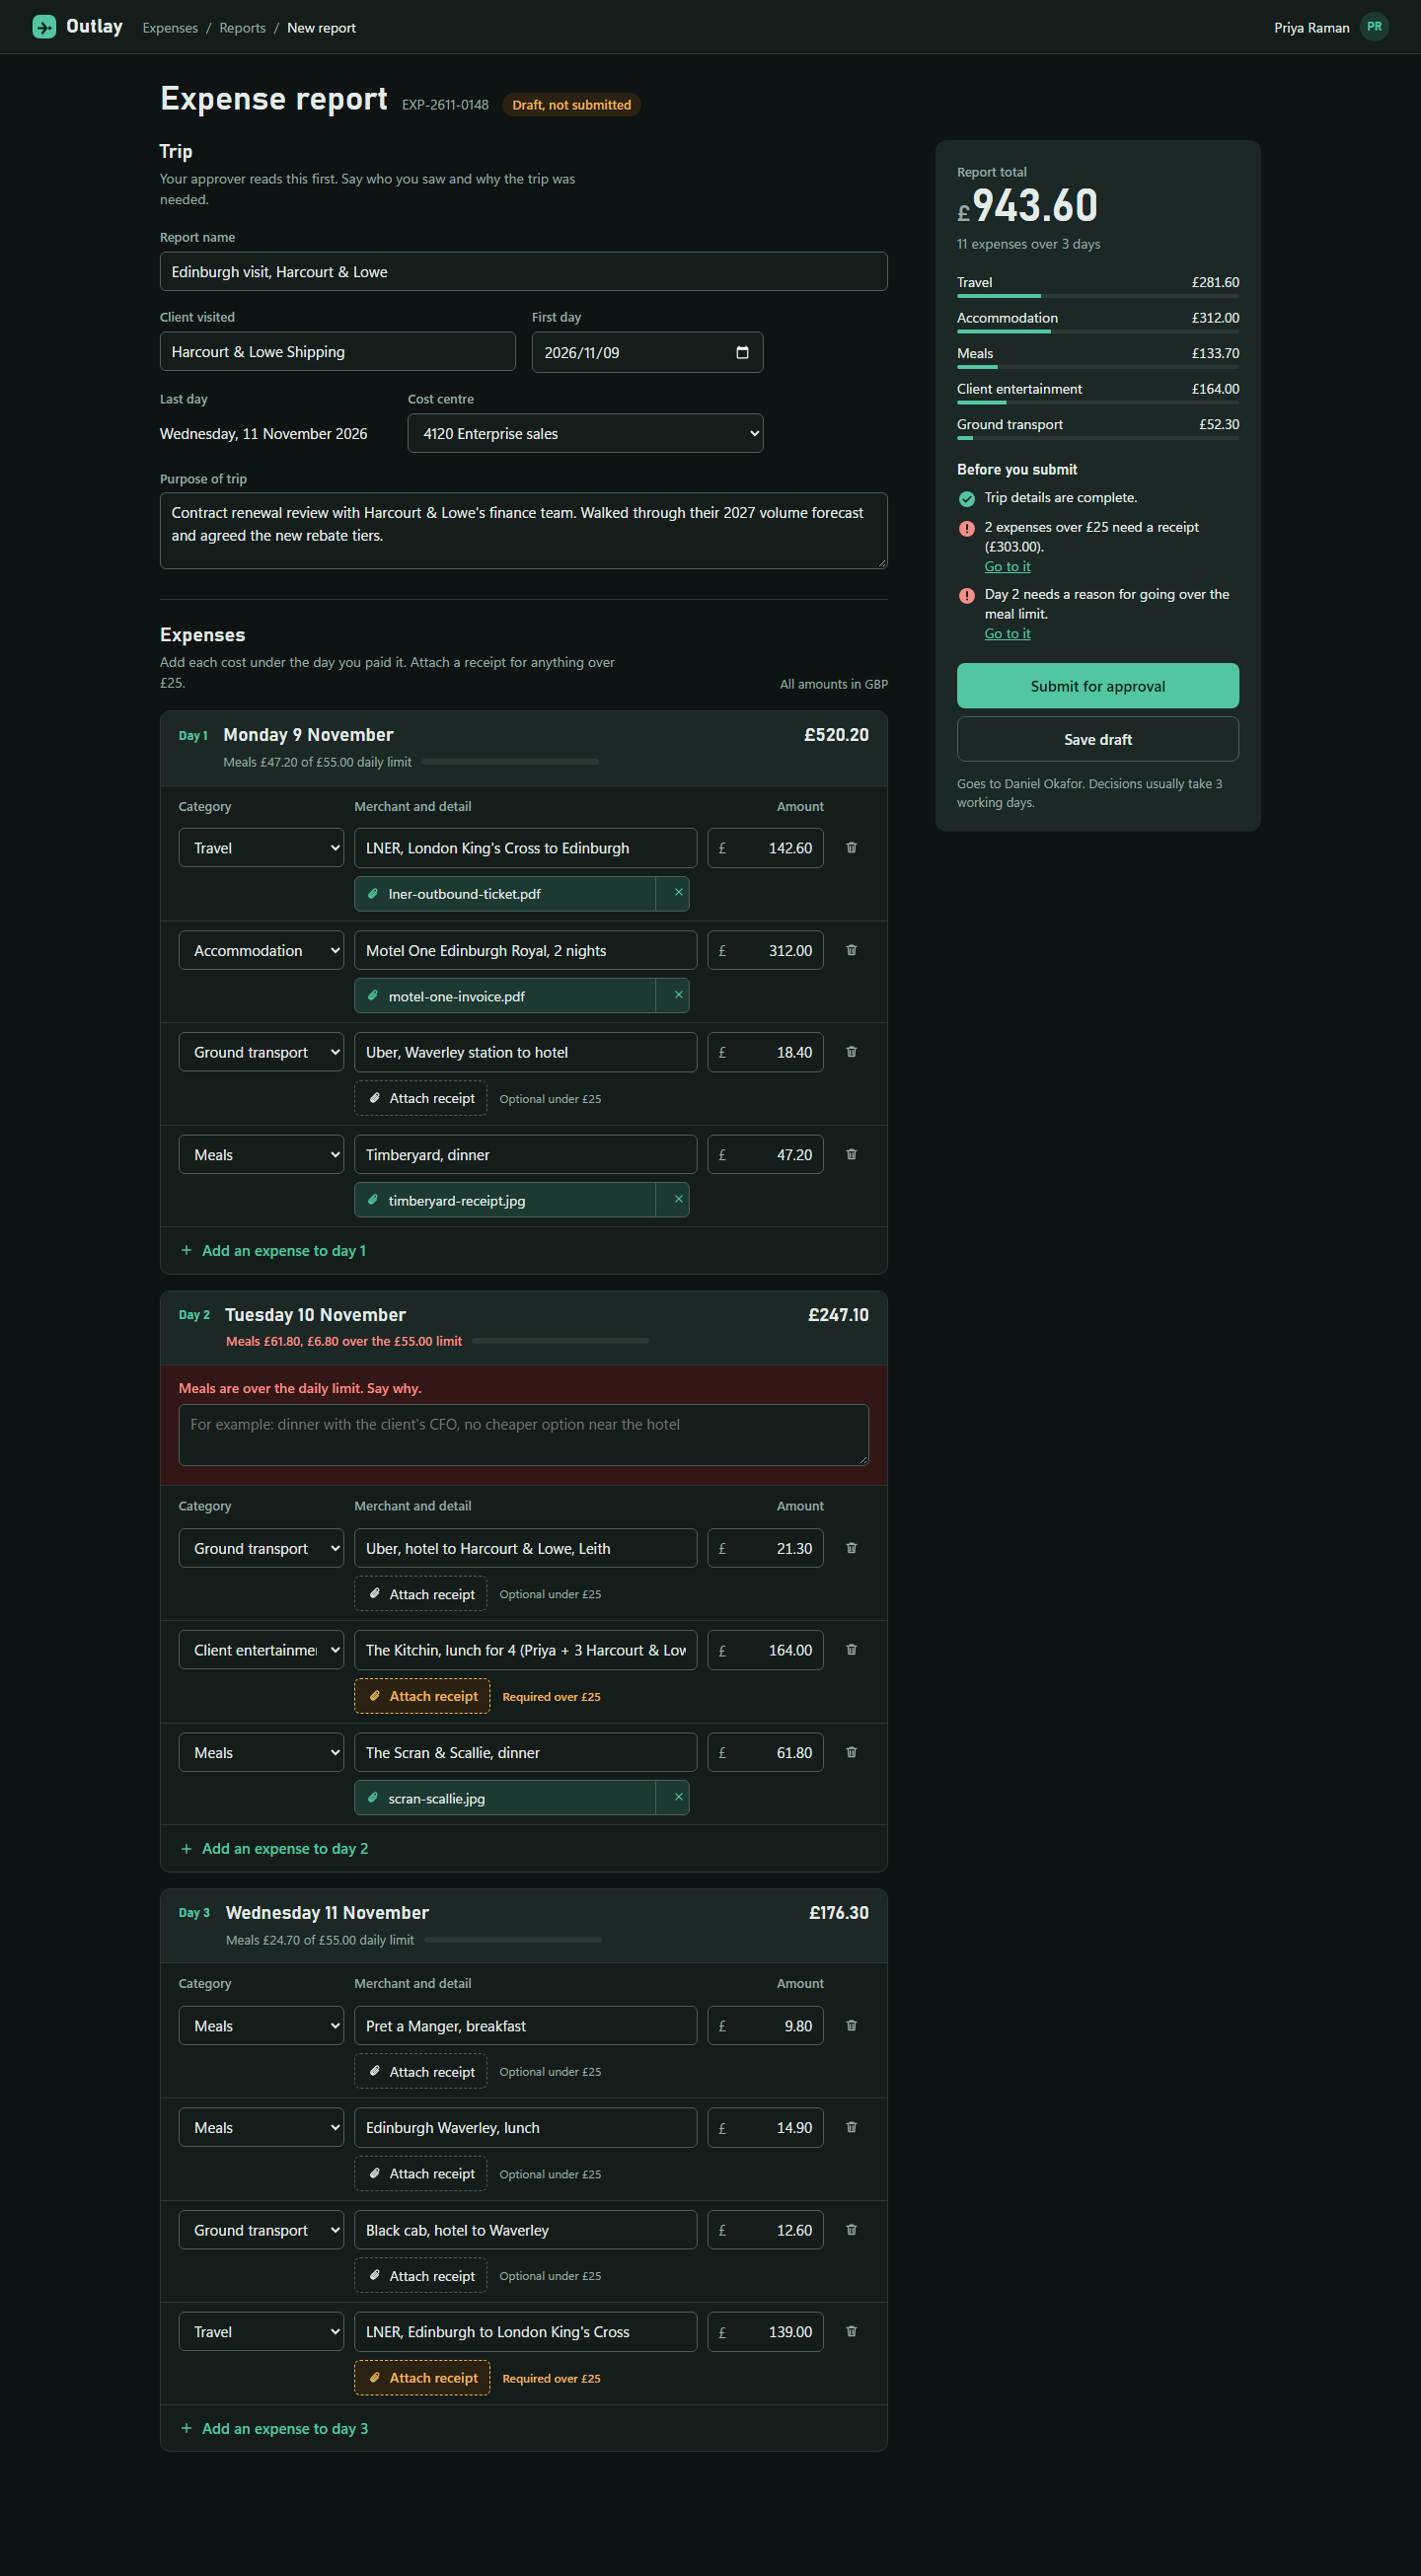 Outlay
Expenses / Reports / New report
Priya Raman
PR
Expense report
EXP-2611-0148
Draft, not submitted
Trip
Your approver reads this first. Say who you saw and why the trip was
needed.
Report name
Edinburgh visit, Harcourt & Lowe
Client visited
First day
Harcourt & Lowe Shipping
2026/11/09
Last day
Cost centre
Wednesday, 11 November 2026
4120 Enterprise sales
Purpose of trip
Contract renewal review with Harcourt & Lowe's finance team. Walked through their 2027 volume forecast
and agreed the new rebate tiers.
Expenses
Add each cost under the day you paid it. Attach a receipt for anything over
£25.
All amounts in GBP
Day 1 Monday 9 November £520.20
Meals £47.20 of £55.00 daily limit
Category Merchant and detail Amount
Travel LNER, London King's Cross to Edinburgh £ 142.60
lner-outbound-ticket.pdf
Accommodation Motel One Edinburgh Royal, 2 nights £ 312.00
motel-one-invoice.pdf
Ground transport Uber, Waverley station to hotel £ 18.40
Attach receipt Optional under £25
Meals Timberyard, dinner £ 47.20
timberyard-receipt.jpg
+ Add an expense to day 1
Day 2 Tuesday 10 November £247.10
Meals £61.80, £6.80 over the £55.00 limit
Meals are over the daily limit. Say why.
For example: dinner with the client's CFO, no cheaper option near the hotel
Category Merchant and detail Amount
Ground transport Uber, hotel to Harcourt & Lowe, Leith £ 21.30
Attach receipt Optional under £25
Client entertainmer The Kitchin, lunch for 4 (Priya + 3 Harcourt & Low £ 164.00
Attach receipt Required over £25
Meals The Scran & Scallie, dinner £ 61.80
scran-scallie.jpg
+ Add an expense to day 2
Day 3 Wednesday 11 November £176.30
Meals £24.70 of £55.00 daily limit
Category Merchant and detail Amount
Meals Pret a Manger, breakfast £ 9.80
Attach receipt Optional under £25
Meals Edinburgh Waverley, lunch £ 14.90
Attach receipt Optional under £25
Ground transport Black cab, hotel to Waverley £ 12.60
Attach receipt Optional under £25
Travel LNER, Edinburgh to London King's Cross £ 139.00
Attach receipt Required over £25
+ Add an expense to day 3
Report total
£943.60
11 expenses over 3 days
Travel £281.60
Accommodation £312.00
Meals £133.70
Client entertainment £164.00
Ground transport £52.30
Before you submit
Trip details are complete.
2 expenses over £25 need a receipt
(£303.00).
Go to it
Day 2 needs a reason for going over the
meal limit.
Go to it
Submit for approval
Save draft
Goes to Daniel Okafor. Decisions usually take 3
working days.